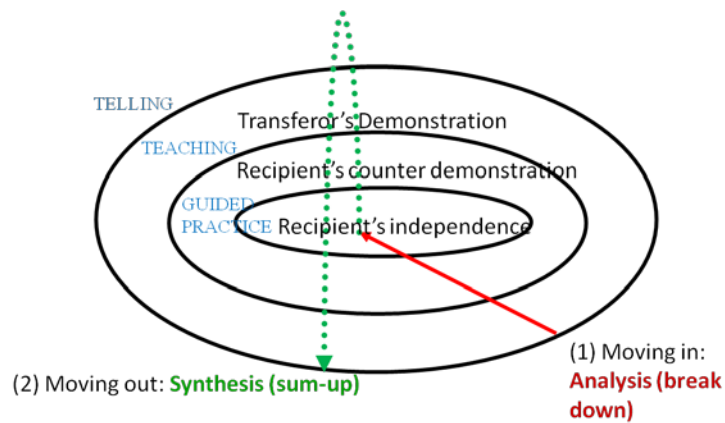 TELLING
Transferor's Demonstration
TEACHING
Recipient's counter demonstration
GUIDED
PRACTICE
Recipient's independence
(1) Moving in:
Analysis (break
down)
(2) Moving out: Synthesis (sum-up)